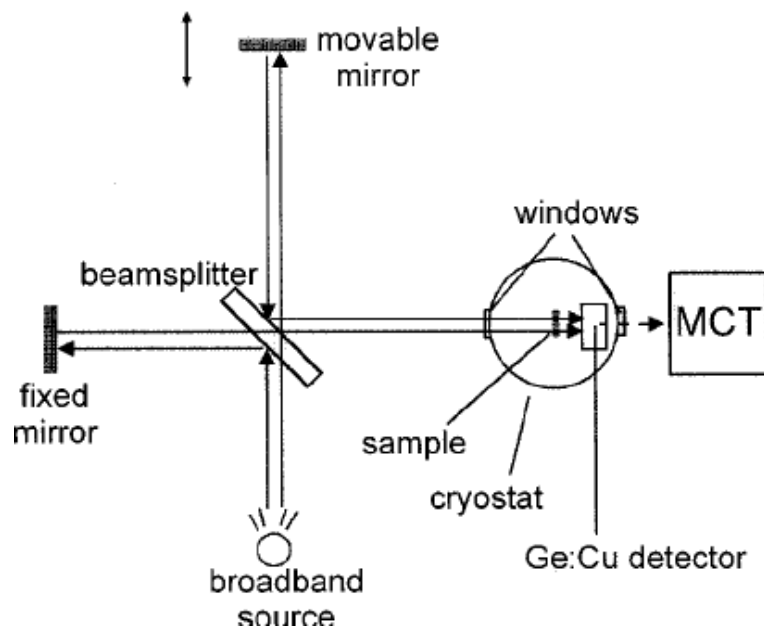 movable
mirror
windows
beamsplitter
MCT
fixed
mirror
sample
cryostat
Ge:Cu detector
broadband
source